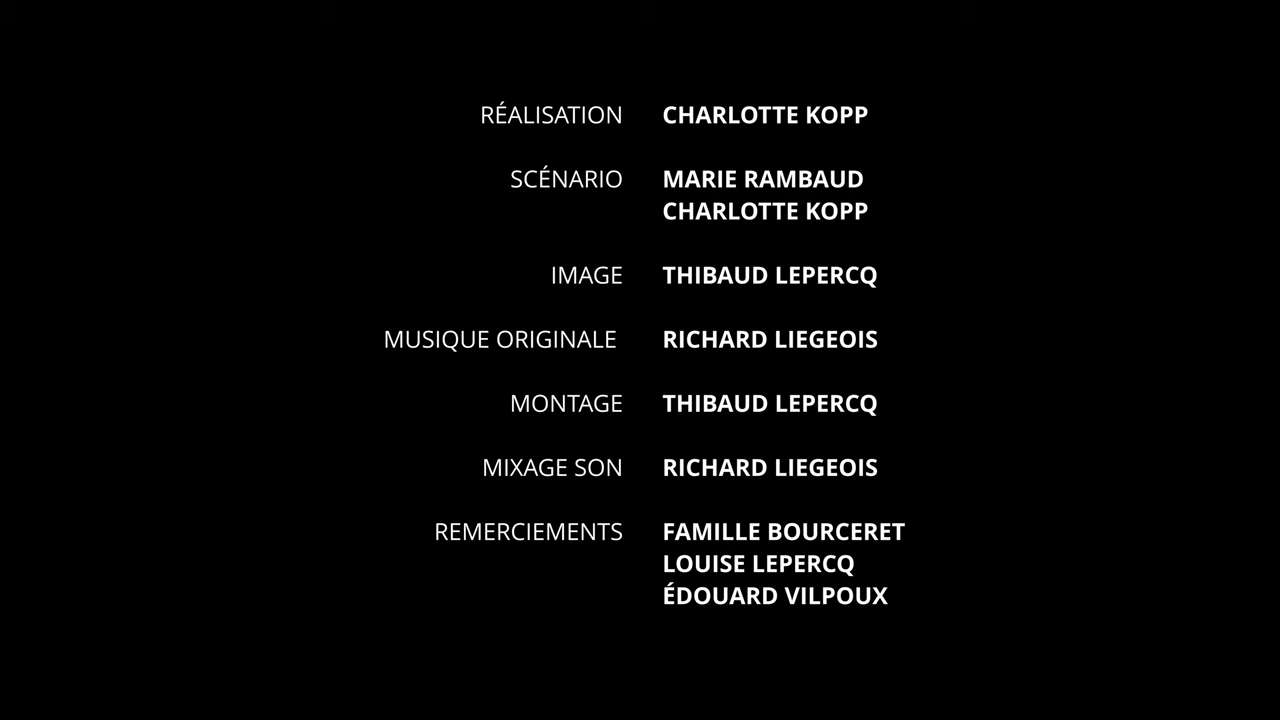 RÉALISATION CHARLOTTE KOPP
SCÉNARIO MARIE RAMBAUD
CHARLOTTE KOPP
IMAGE THIBAUD LEPERCQ
MUSIQUE ORIGINALE RICHARD LIEGEOIS
MONTAGE THIBAUD LEPERCQ
MIXAGE SON RICHARD LIEGEOIS
REMERCIEMENTS FAMILLE BOURCERET
LOUISE LEPERCQ
ÉDOUARD VILPOUX